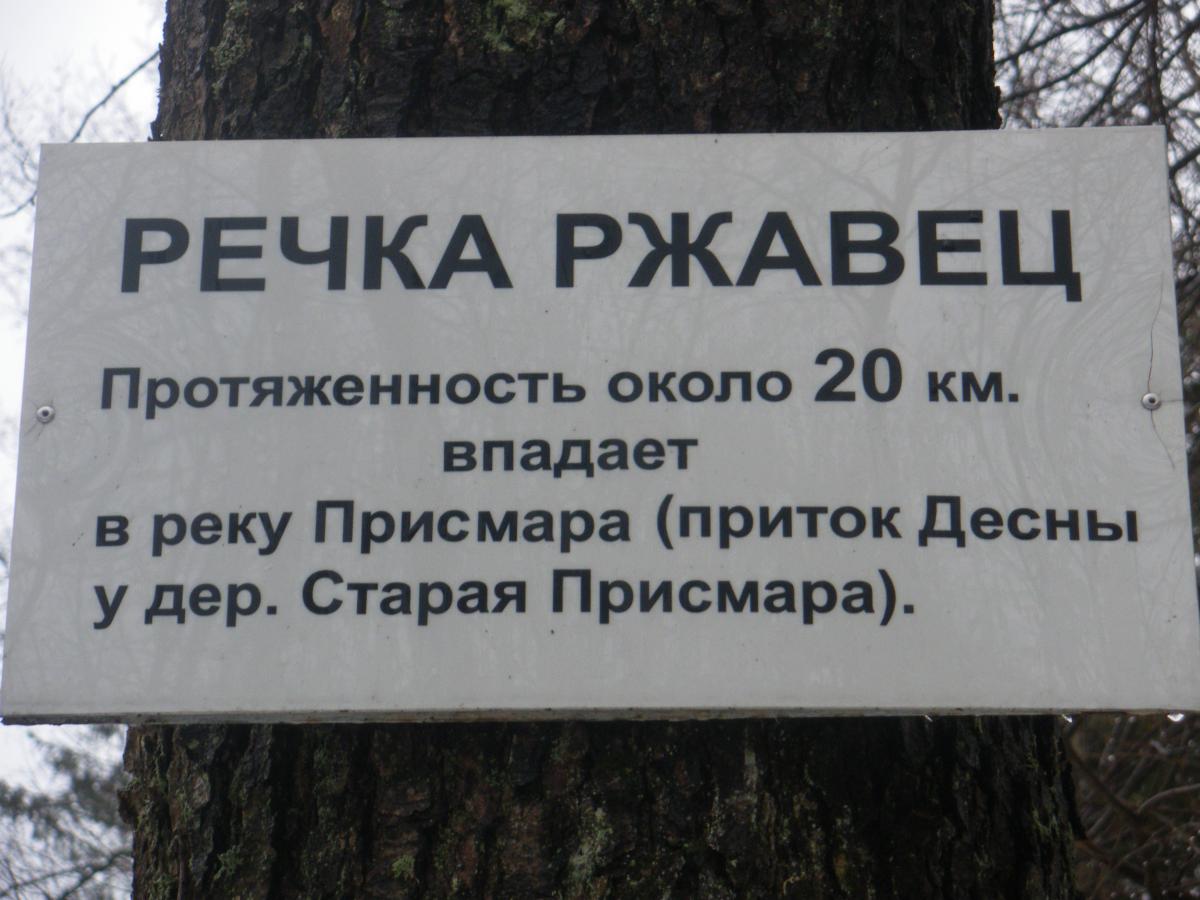 РЕЧКА РЖАВЕЦ
Протяженность около 20 км.
впадает
в реку Присмара (приток Десны
у дер. Старая Присмара).